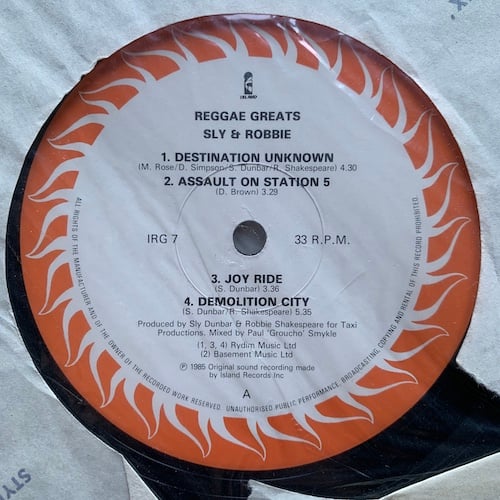 ISLAND
REGGAE GREATS
SLY & ROBBIE
1. DESTINATION UNKNOWN
(M. Rose/D. Simpson/S. Dunbar/R. Shakespeare) 4.30
2. ASSAULT ON STATION 5
(D. Brown) 3.29
IRG 7
33 R.P.M.
3. JOY RIDE
(S. Dunbar) 3.36
4. DEMOLITION CITY
(S. Dunbar/R. Shakespeare) 5.35
Produced by Sly Dunbar & Robbie Shakespeare for Taxi
Productions, Mixed by Paul 'Groucho' Smykle
(1, 3, 4) Rydim Music Ltd
(2) Basement Music Ltd
℗ 1985 Original sound recording made
by Island Records Inc
A
ALL RIGHTS OF THE MANUFACTURER AND OF THE OWNER OF THE RECORDED WORK RESERVED. UNAUTHORISED PUBLIC PERFORMANCE, BROADCASTING, COPYING AND RENTAL OF THIS RECORD PROHIBITED.
STY